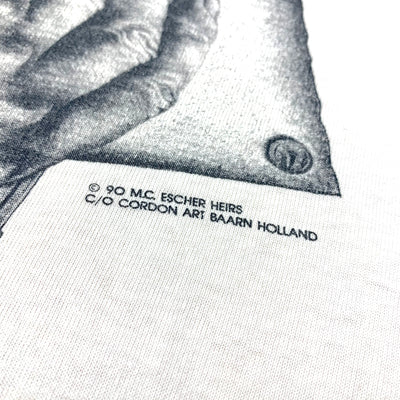 © 90 M.C. ESCHER HEIRS
C/O CORDON ART BAARN HOLLAND